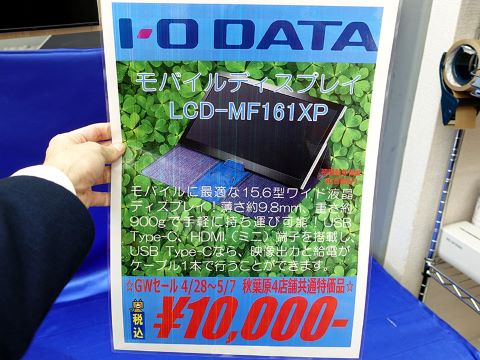 I-O DATA
モバイルディスプレイ
LCD-MF161XP
モバイルに最適な15.6型ワイド液晶
ディスプレイ!薄さ約9.8mm、重さ約
900gで手軽に持ち運び可能!USB
Type-C、HDMI(ミニ)端子を搭載し、
USB Type-Cなら、映像出力と給電が
ケーブル1本で行うことができます。
☆GWセール 4/28~5/7 秋葉原4店舗共通特価品☆
税込 ¥10,000-